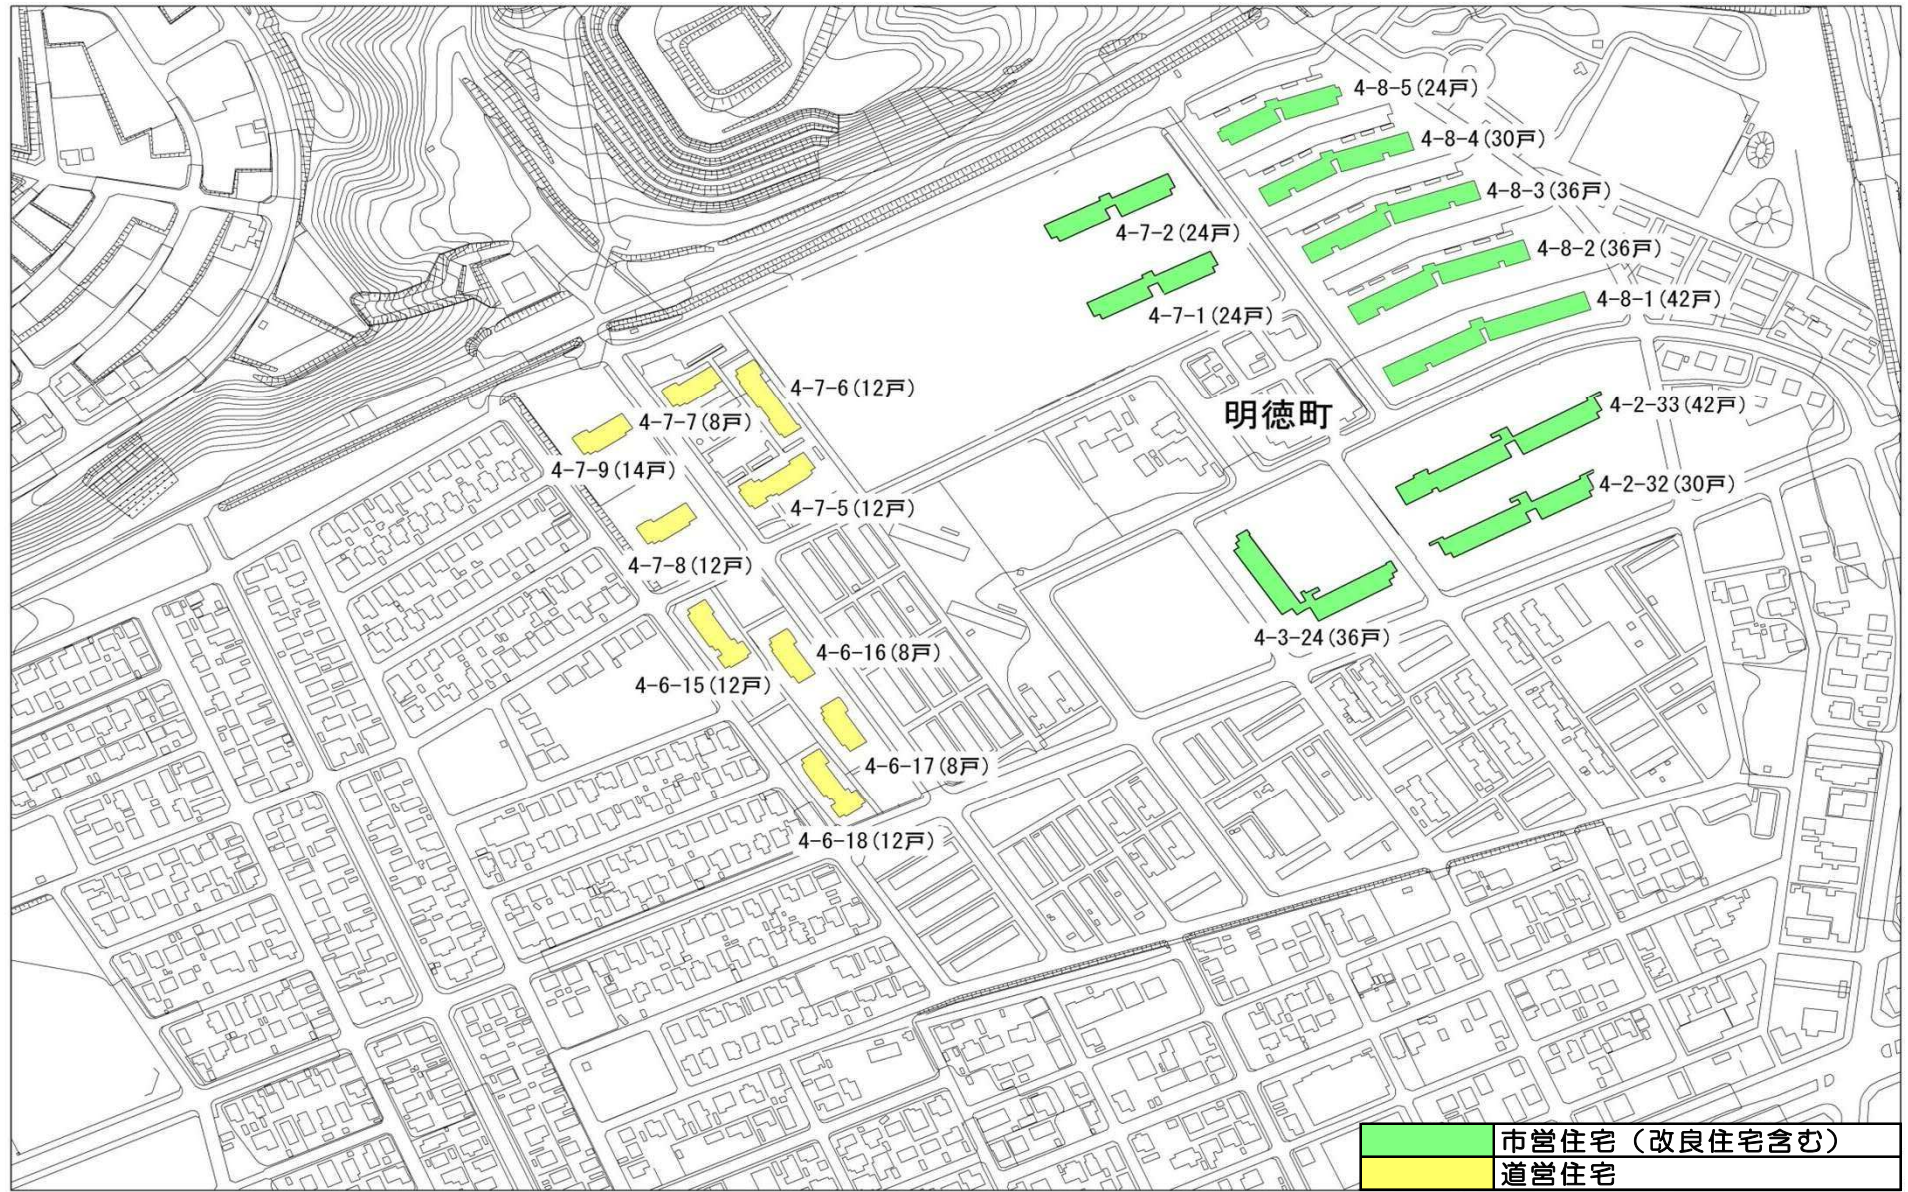 4-8-5(24戸)
4-8-4(30戸)
4-8-3(36戸)
4-7-2(24戸)
4-8-2(36戸)
4-8-1(42戸)
4-7-1(24戸)
4-7-6(12戸)
4-7-7(8戸)
明徳町
4-2-33(42戸)
4-7-9(14戸)
4-2-32(30戸)
4-7-5(12戸)
4-7-8(12戸)
4-3-24(36戸)
4-6-16(8戸)
4-6-15(12戸)
4-6-17(8戸)
4-6-18(12戸)
市営住宅（改良住宅含む）
道営住宅